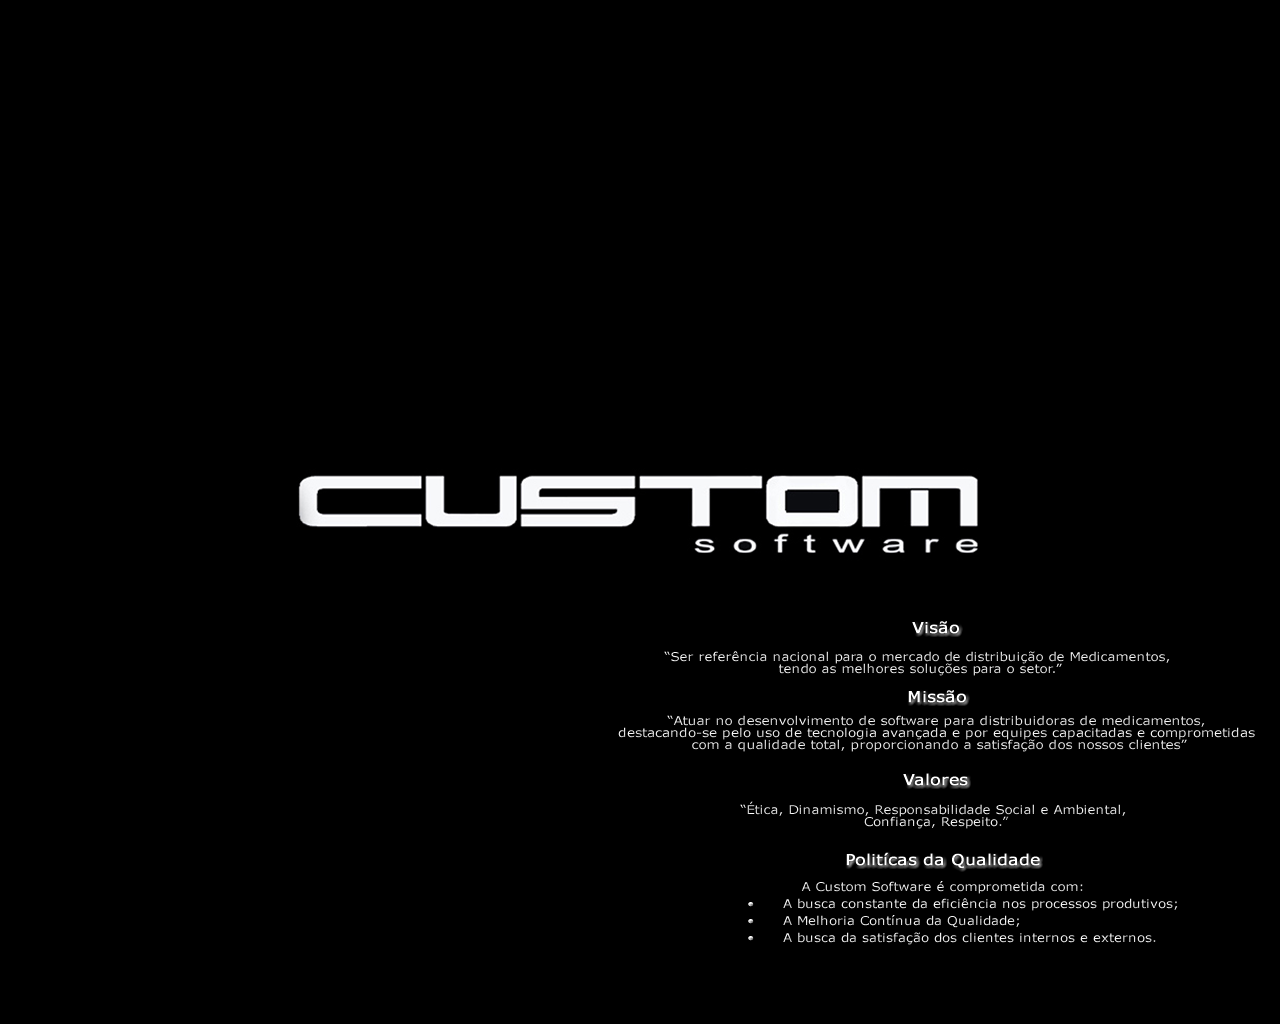 CUSTOM
software
Visão
“Ser referência nacional para o mercado de distribuição de Medicamentos,
tendo as melhores soluções para o setor.”
Missão
“Atuar no desenvolvimento de software para distribuidoras de medicamentos,
destacando-se pelo uso de tecnologia avançada e por equipes capacitadas e comprometidas
com a qualidade total, proporcionando a satisfação dos nossos clientes”
Valores
“Ética, Dinamismo, Responsabilidade Social e Ambiental,
Confiança, Respeito.”
Politícas da Qualidade
A Custom Software é comprometida com:
• A busca constante da eficiência nos processos produtivos;
• A Melhoria Contínua da Qualidade;
• A busca da satisfação dos clientes internos e externos.